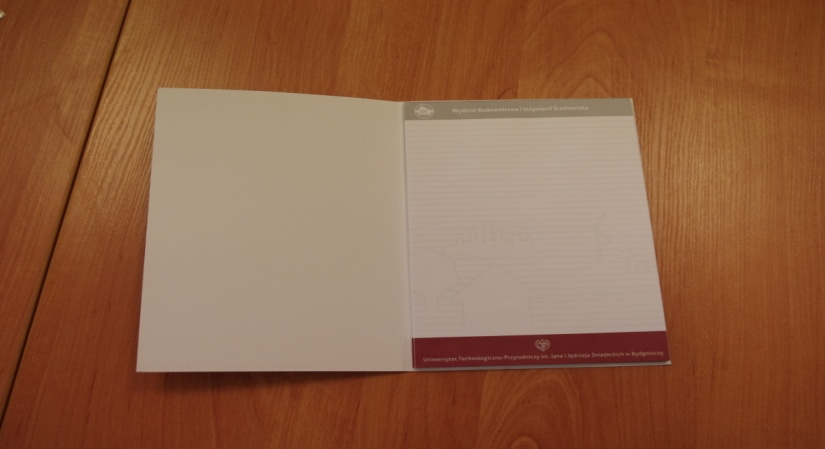 Wydział Budownictwa i Inżynierii Środowiska
Uniwersytet Technologiczno-Przyrodniczy im. Jana i Jędrzeja Śniadeckich w Bydgoszczy